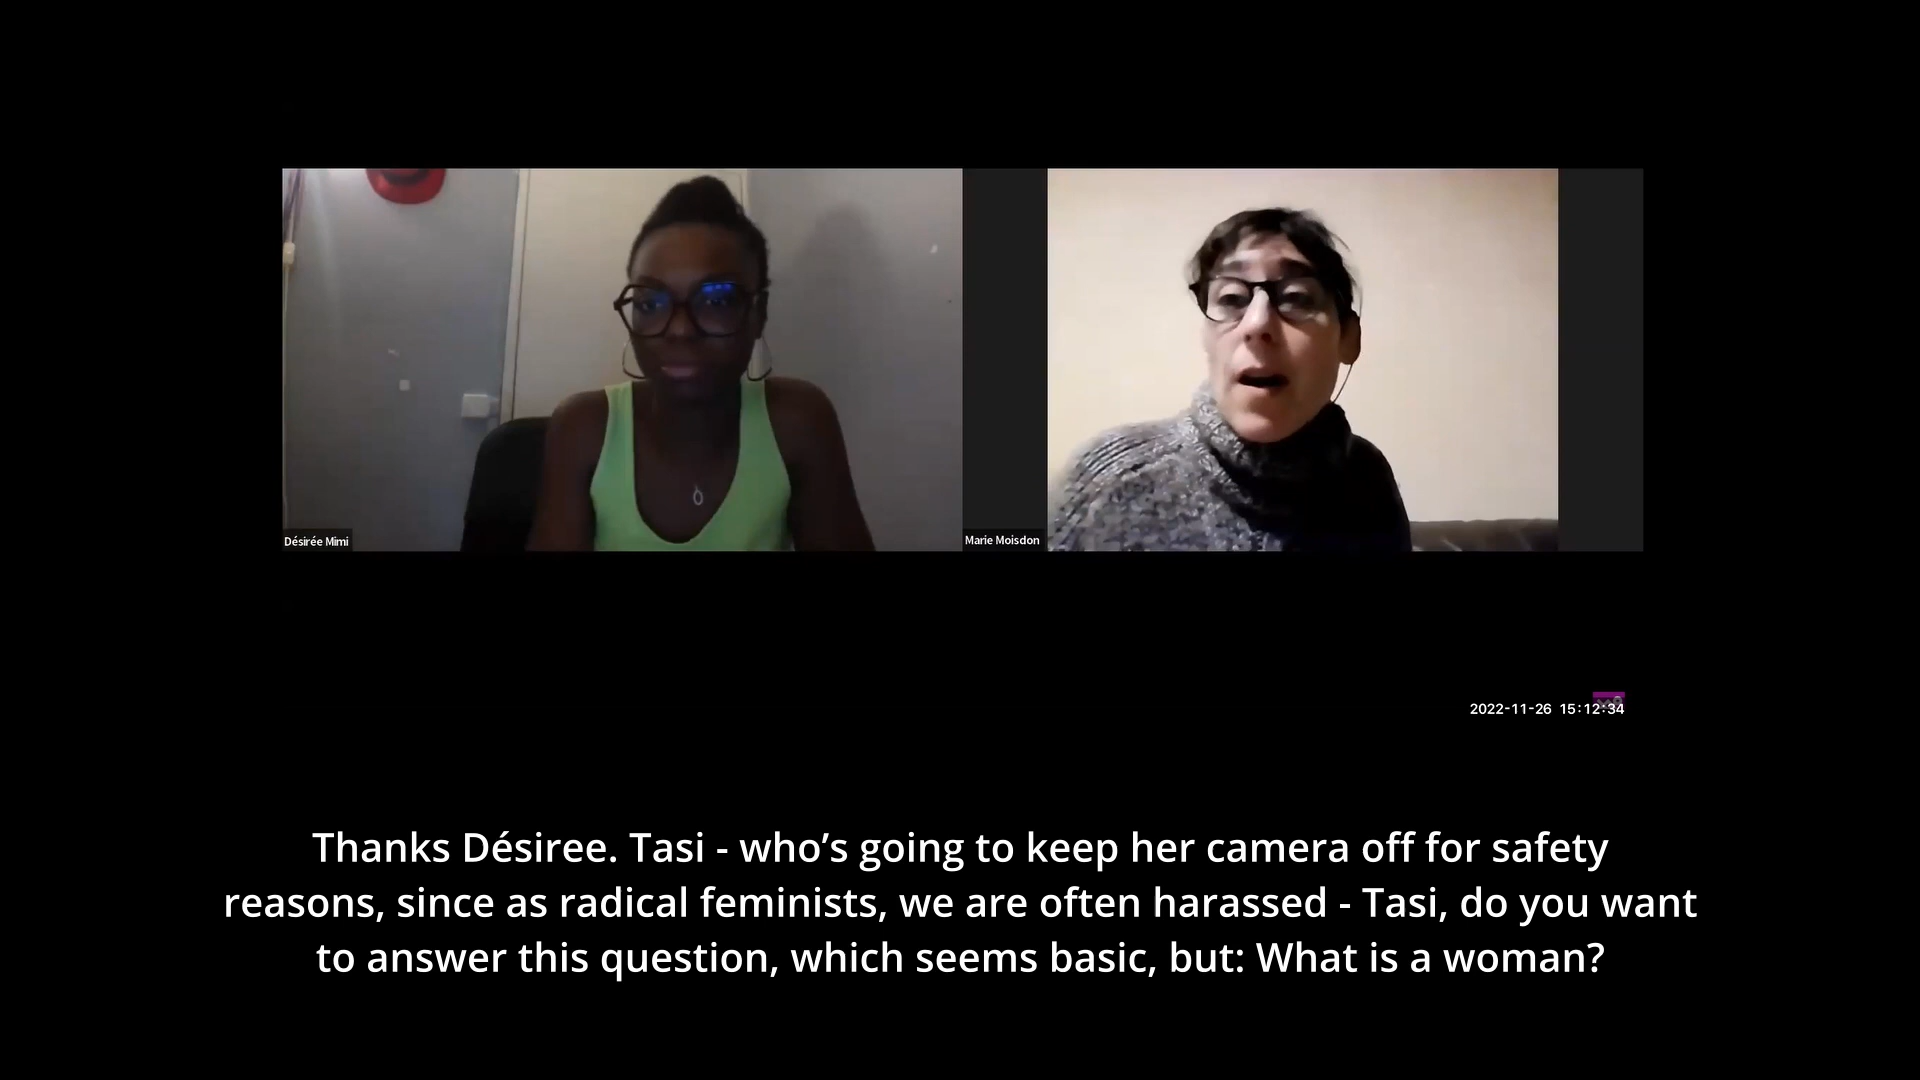 Désirée Mimi
Marie Moisdon
2022-11-26 15:12:34
Thanks Désiree. Tasi - who’s going to keep her camera off for safety
reasons, since as radical feminists, we are often harassed - Tasi, do you want
to answer this question, which seems basic, but: What is a woman?